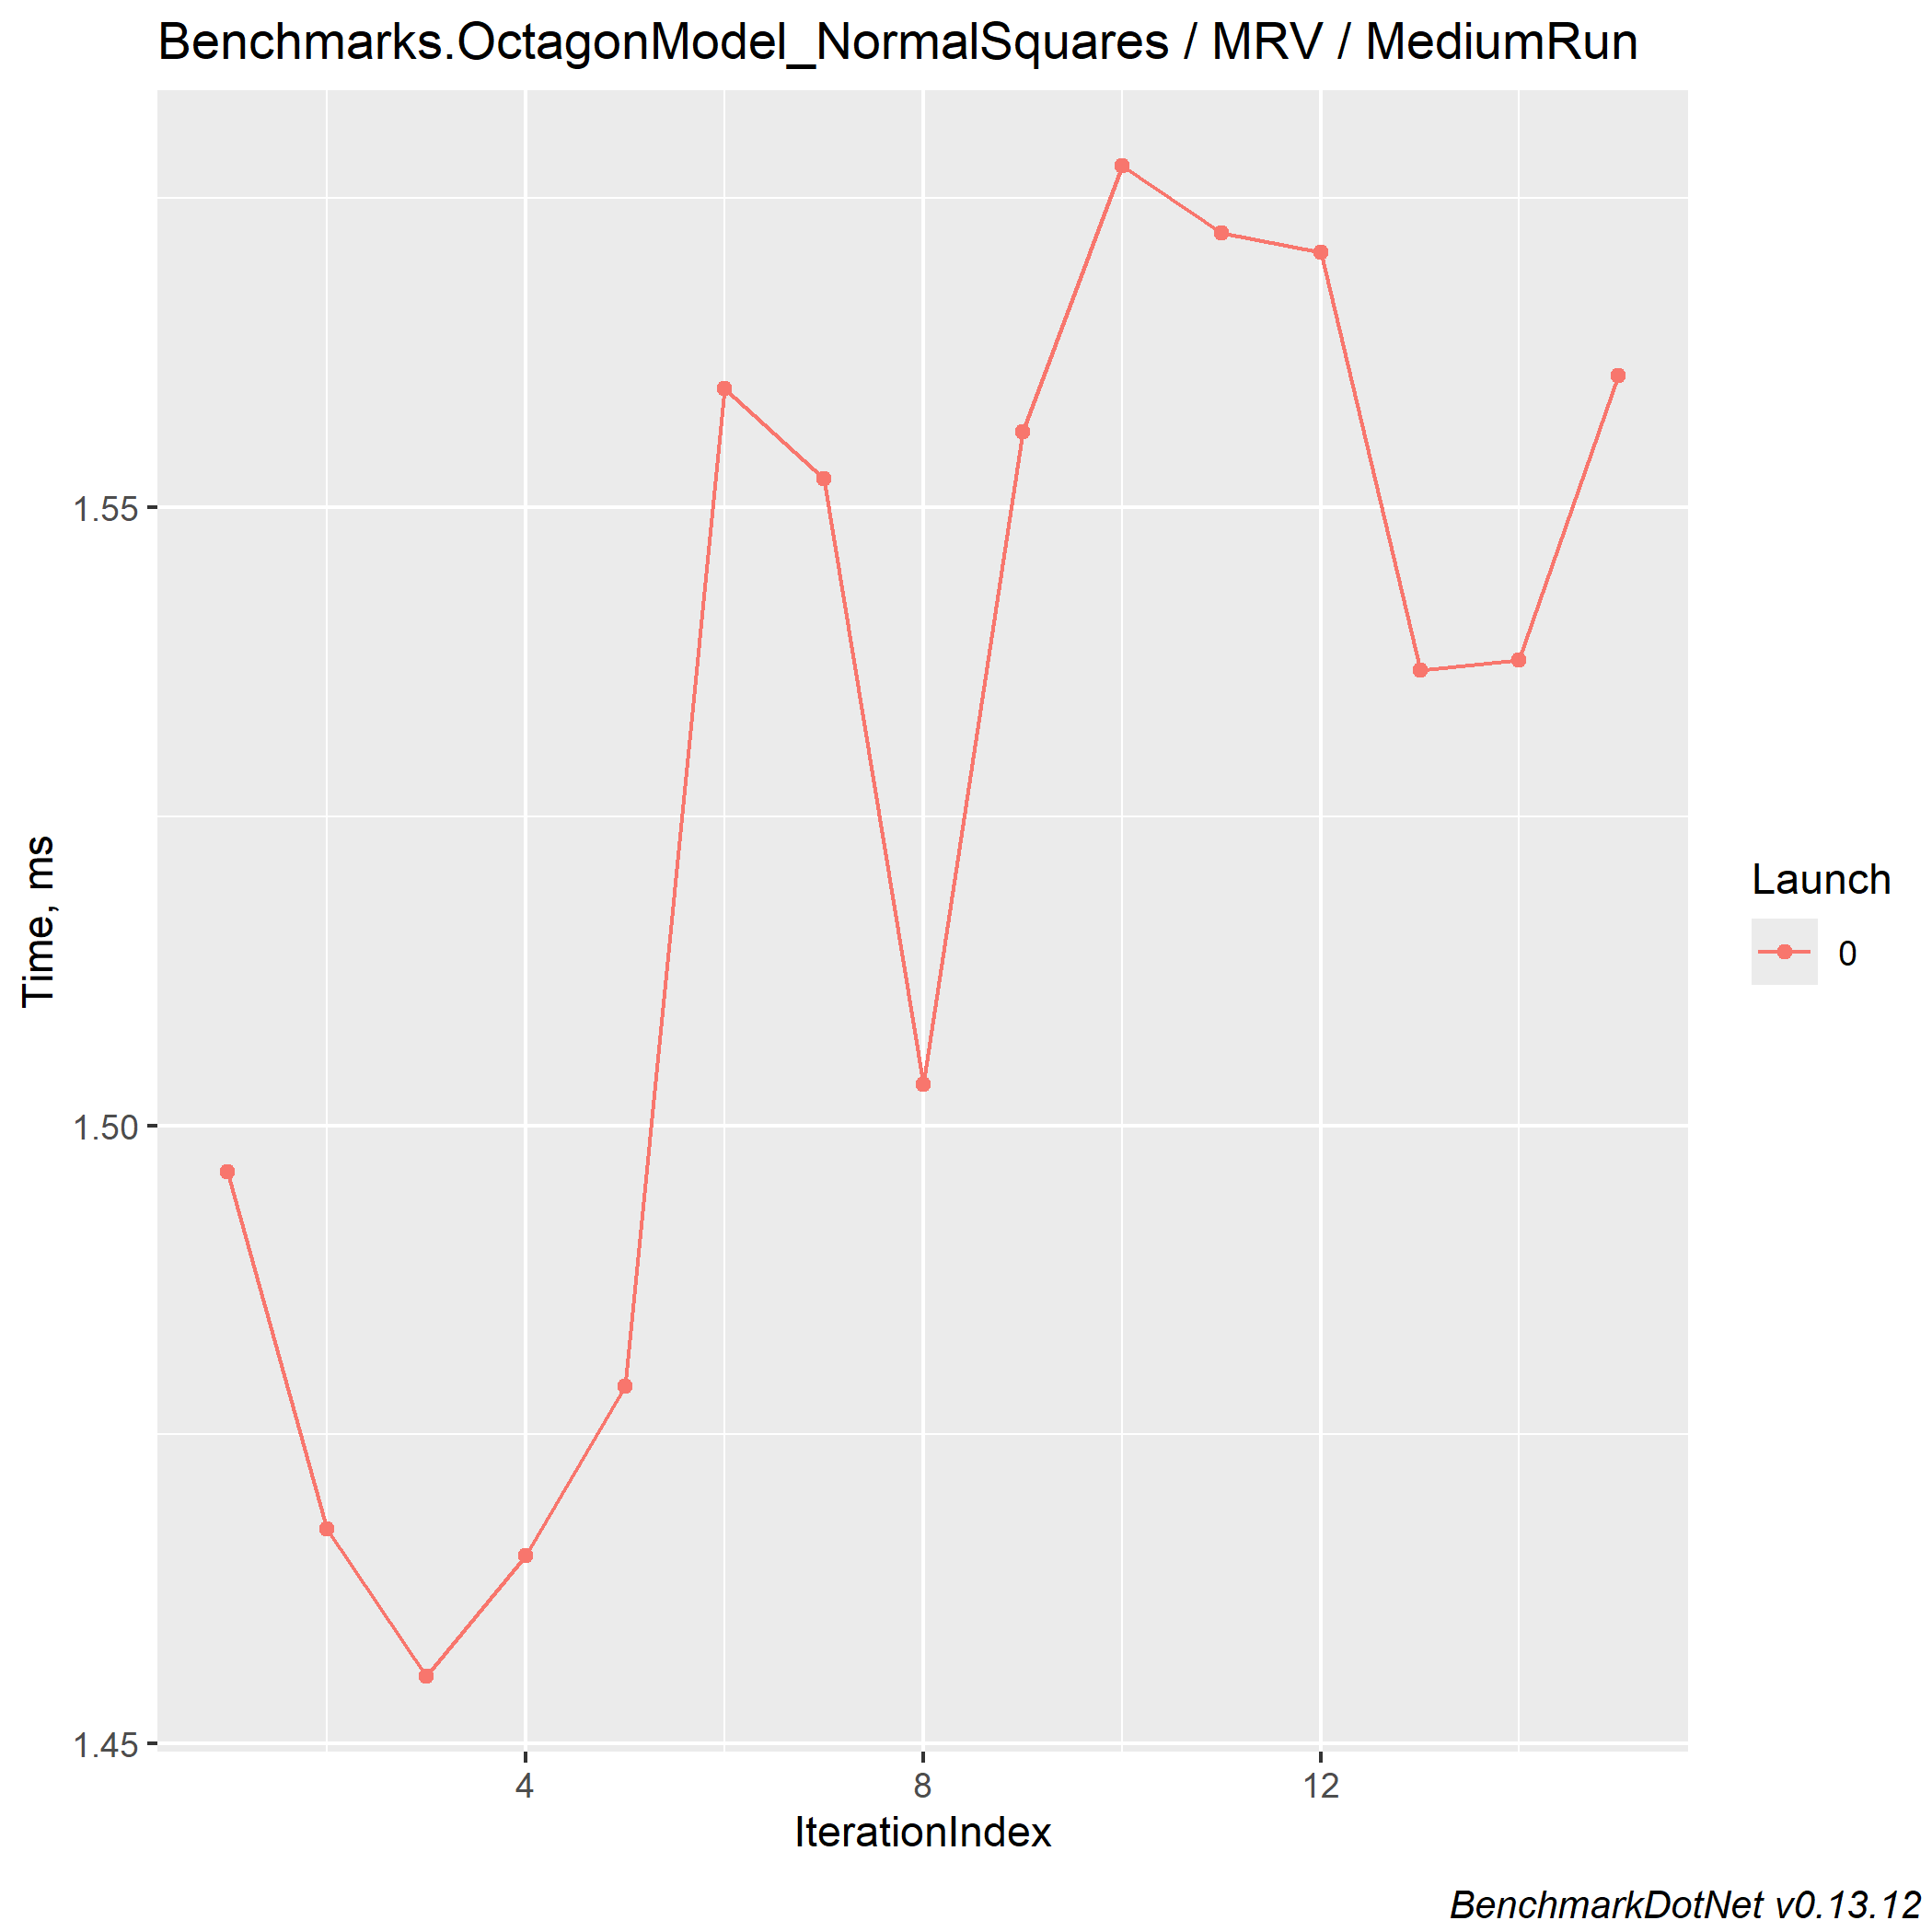 Benchmarks.OctagonModel_NormalSquares / MRV / MediumRun
Time, ms
1.55
1.50
1.45
4 8 12
IterationIndex
Launch
0
BenchmarkDotNet v0.13.12